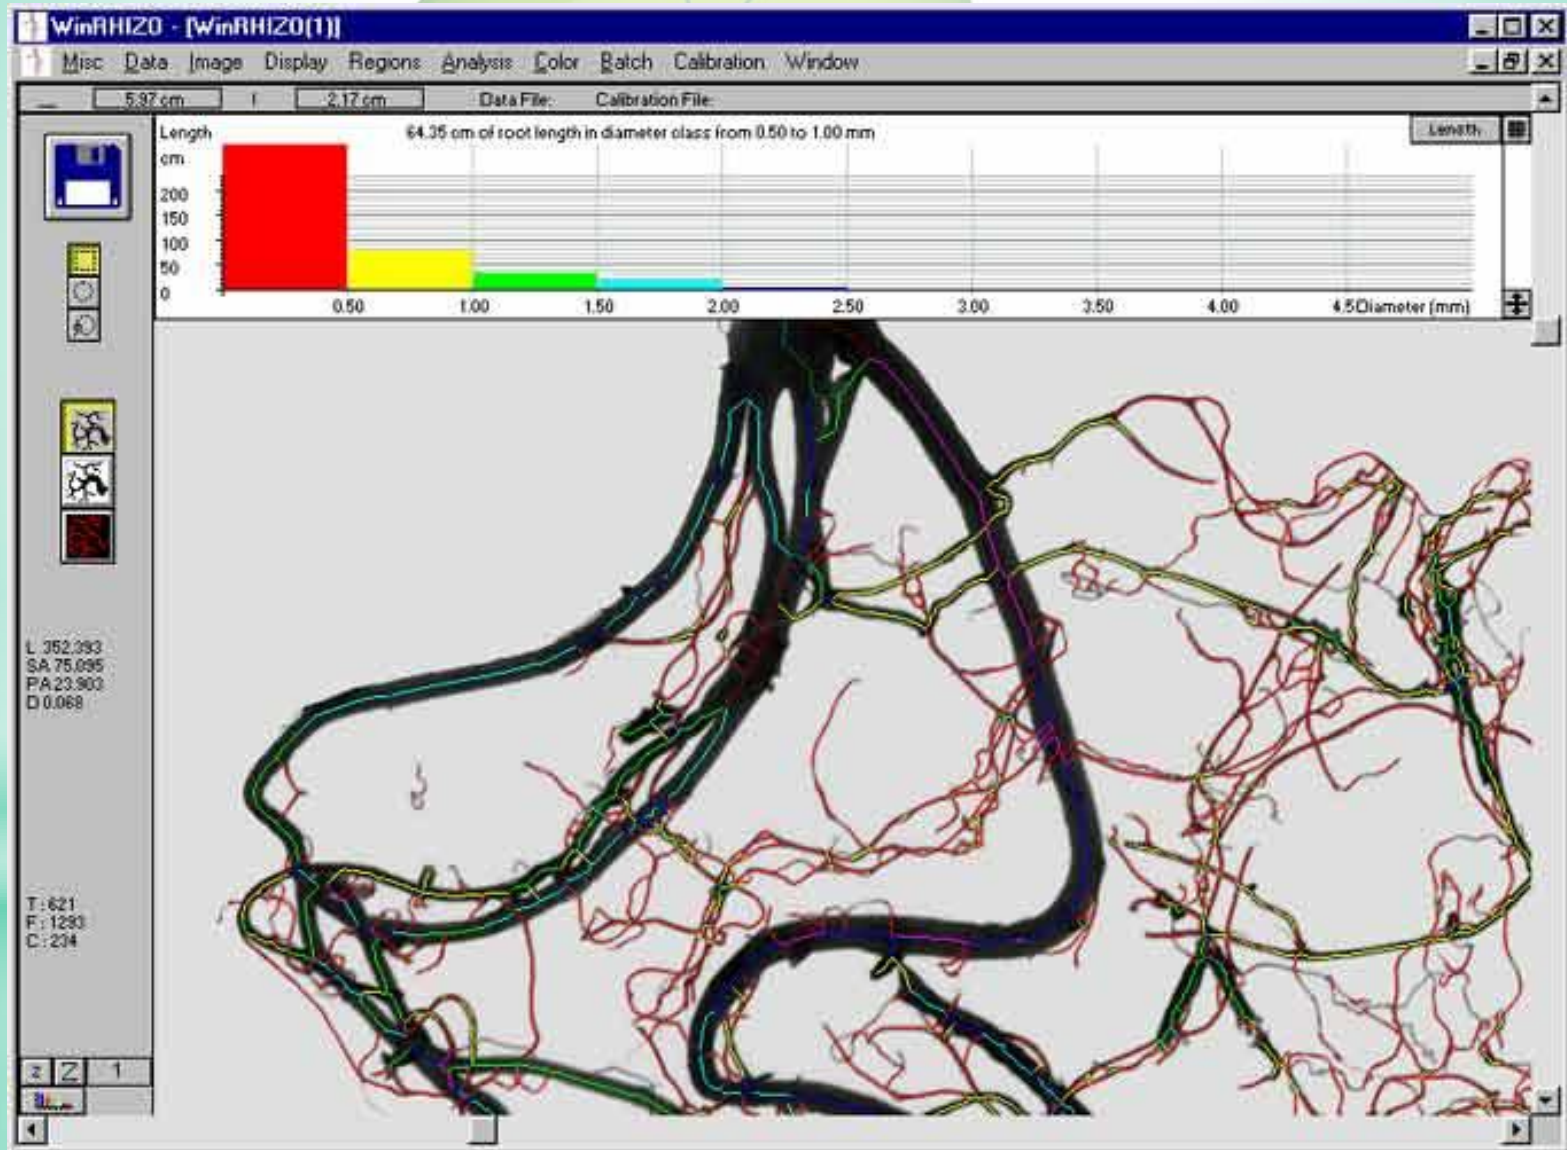 WinRHIZO - [WinRHIZO(1)]
Misc Data Image Display Regions Analysis Color Batch Calibration Window
5.97 cm 2.17 cm Data File: Calibration File:
Length 64.35 cm of root length in diameter class from 0.50 to 1.00 mm Length
cm
200
150
100
50
0
0.50 1.00 1.50 2.00 2.50 3.00 3.50 4.00 4.5 Diameter (mm)
L 352.393
SA 75.095
PA 23.903
D 0.068
T : 621
F : 1293
C : 234
z Z 1